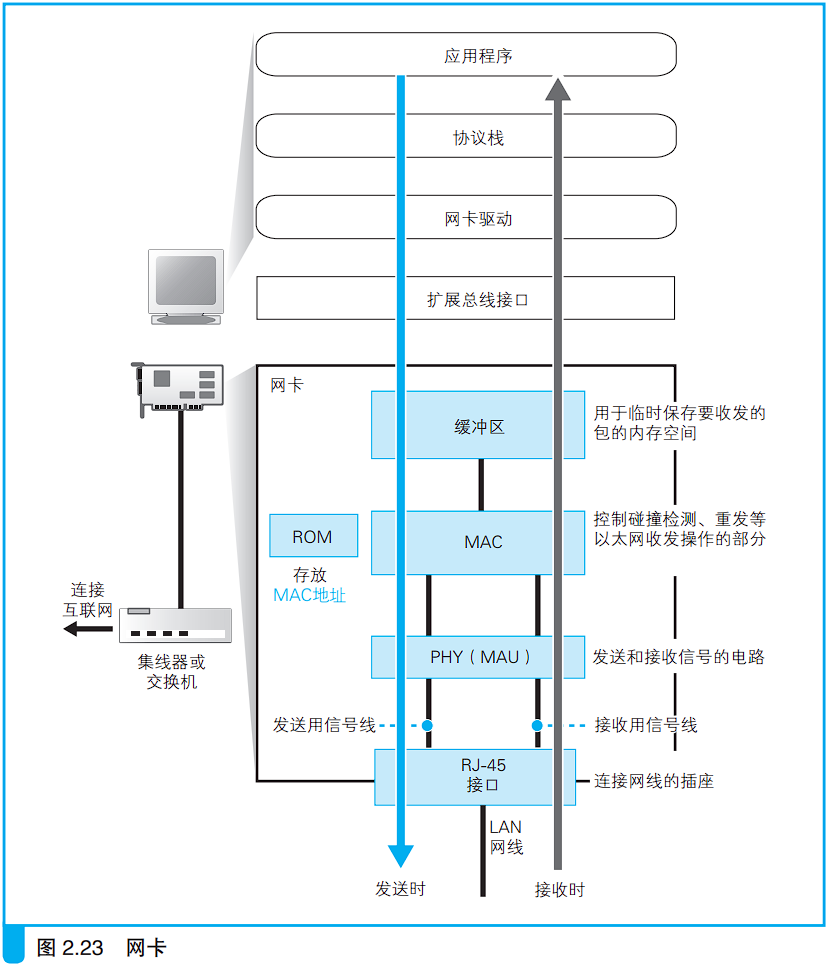 应用程序
协议栈
网卡驱动
扩展总线接口
网卡
缓冲区
用于临时保存要收发的
包的内存空间
ROM
存放
MAC地址
MAC
控制碰撞检测、重发等
以太网收发操作的部分
连接
互联网
集线器或
交换机
PHY（MAU）
发送和接收信号的电路
发送用信号线
接收用信号线
RJ-45
接口
连接网线的插座
LAN
网线
发送时
接收时
图 2.23 网卡